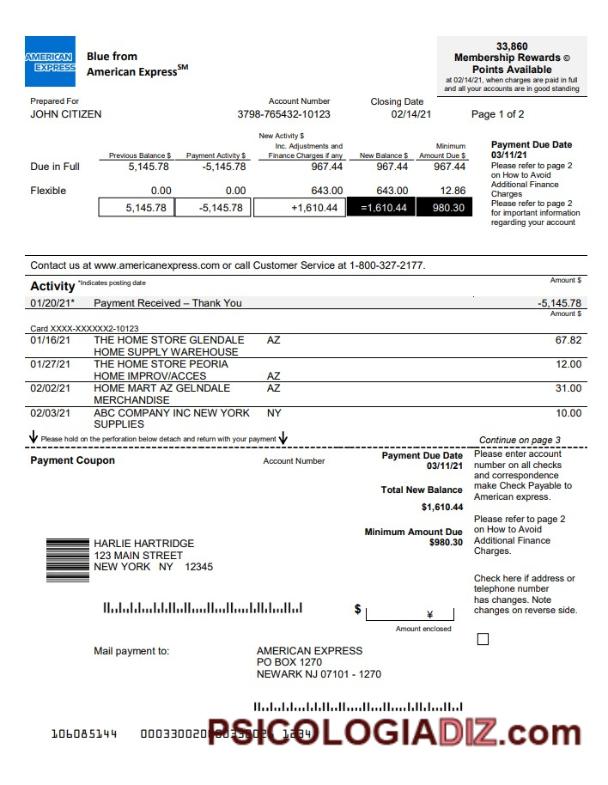 AMERICAN
EXPRESS
Blue from
American Express℠
33,860
Membership Rewards ©
Points Available
at 02/14/21, when charges are paid in full
and all your accounts are in good standing
Prepared For Account Number Closing Date
JOHN CITIZEN 3798-765432-10123 02/14/21 Page 1 of 2
New Activity $
Inc. Adjustments and Minimum
Previous Balance $ Payment Activity $ Finance Charges if any New Balance $ Amount Due $
Due in Full 5,145.78 -5,145.78 967.44 967.44 967.44
Flexible 0.00 0.00 643.00 643.00 12.86
5,145.78 -5,145.78 +1,610.44 =1,610.44 980.30
Payment Due Date
03/11/21
Please refer to page 2
on How to Avoid
Additional Finance
Charges
Please refer to page 2
for important information
regarding your account
Contact us at www.americanexpress.com or call Customer Service at 1-800-327-2177.
Activity *Indicates posting date Amount $
01/20/21* Payment Received – Thank You -5,145.78
Amount $
Card XXXX-XXXXXX2-10123
01/16/21 THE HOME STORE GLENDALE AZ 67.82
HOME SUPPLY WAREHOUSE
01/27/21 THE HOME STORE PEORIA 12.00
HOME IMPROV/ACCES AZ
02/02/21 HOME MART AZ GELNDALE AZ 31.00
MERCHANDISE
02/03/21 ABC COMPANY INC NEW YORK NY 10.00
SUPPLIES
Please hold on the perforation below detach and return with your payment
Continue on page 3
Payment Coupon Account Number
Payment Due Date
03/11/21
Total New Balance
$1,610.44
Minimum Amount Due
$980.30
Please enter account
number on all checks
and correspondence
make Check Payable to
American express.
Please refer to page 2
on How to Avoid
Additional Finance
Charges.
Check here if address or
telephone number
has changes. Note
changes on reverse side.
HARLIE HARTRIDGE
123 MAIN STREET
NEW YORK NY 12345
$ ¥
Amount enclosed
Mail payment to: AMERICAN EXPRESS
PO BOX 1270
NEWARK NJ 07101 - 1270
106085144
PSICOLOGIADIZ.com